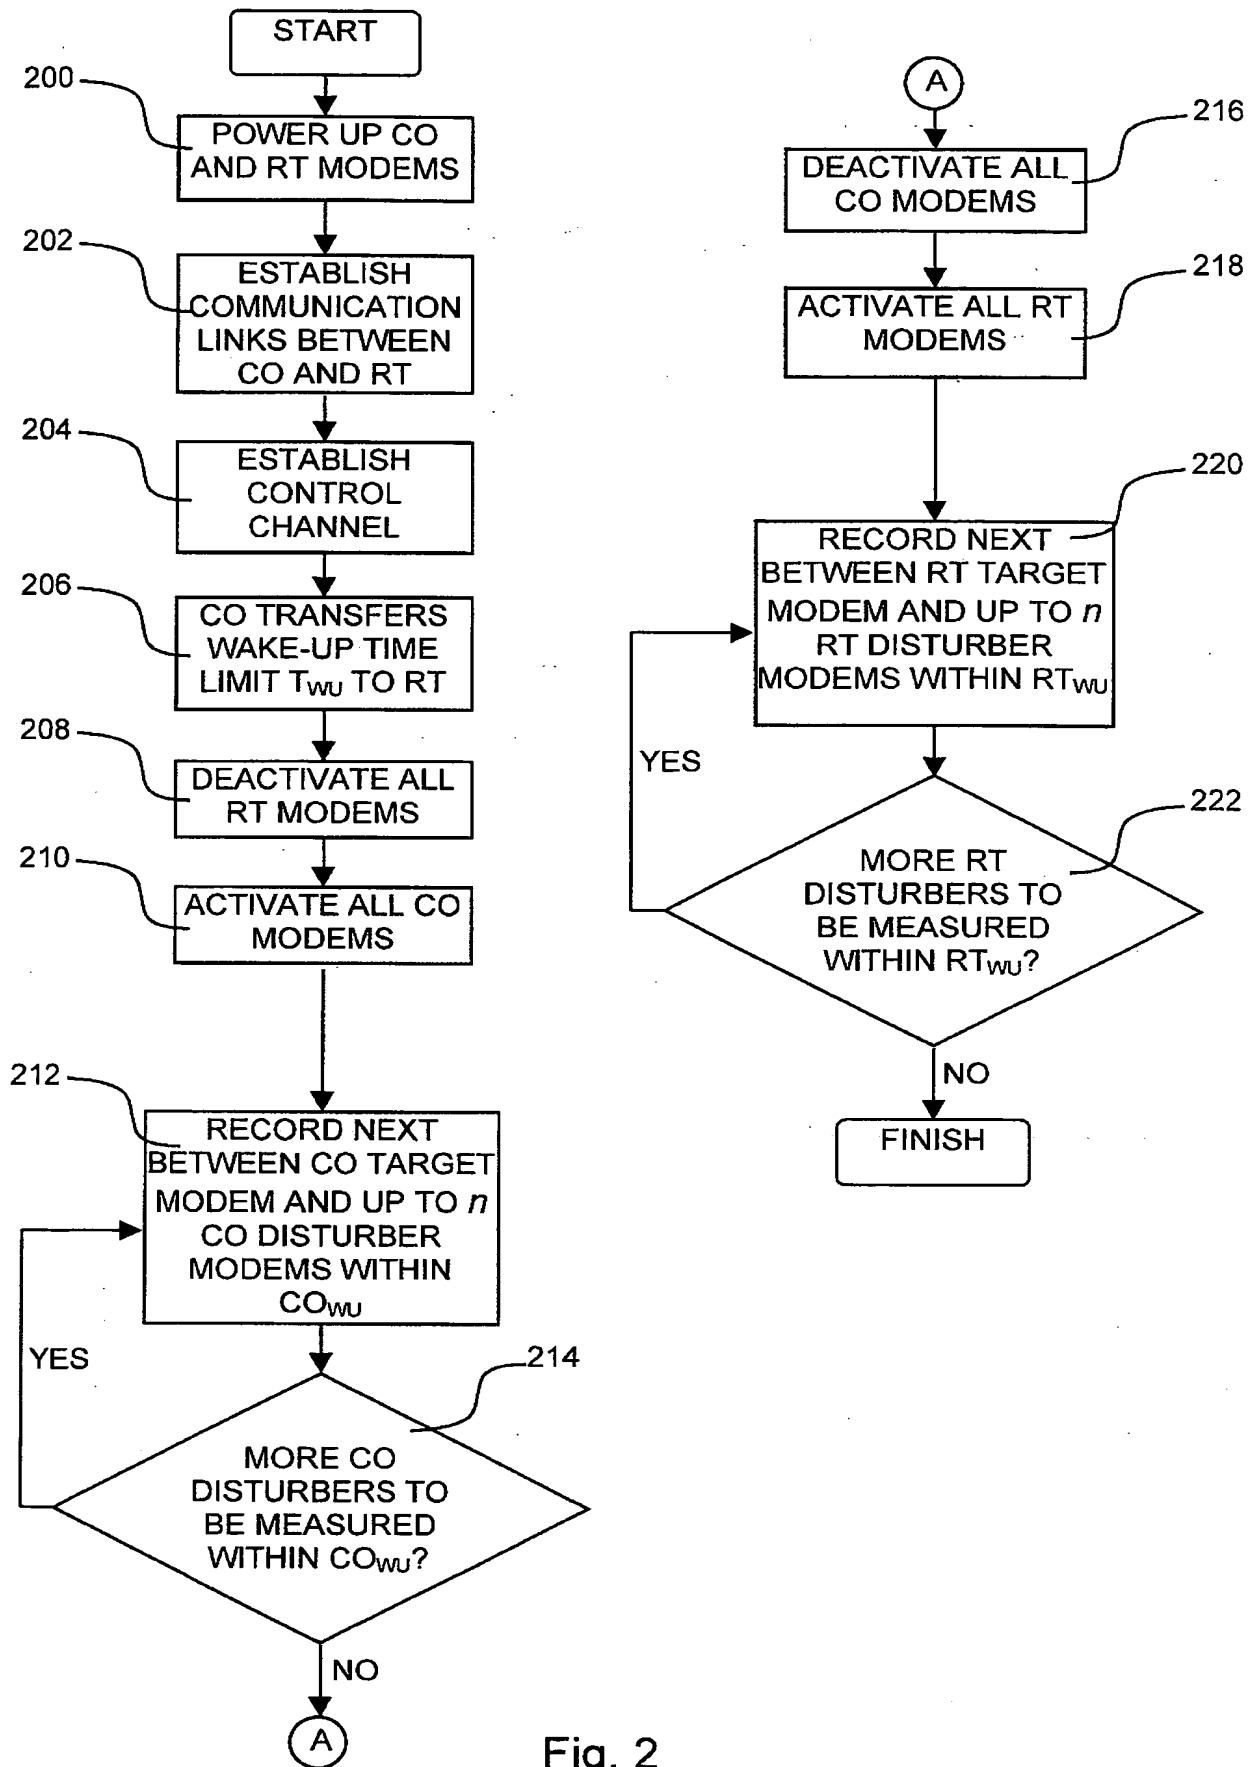 START
200
POWER UP CO
AND RT MODEMS
202
ESTABLISH
COMMUNICATION
LINKS BETWEEN
CO AND RT
204
ESTABLISH
CONTROL
CHANNEL
206
CO TRANSFERS
WAKE-UP TIME
LIMIT TWU TO RT
208
DEACTIVATE ALL
RT MODEMS
210
ACTIVATE ALL CO
MODEMS
212
RECORD NEXT
BETWEEN CO TARGET
MODEM AND UP TO n
CO DISTURBER
MODEMS WITHIN
COWU
YES
214
MORE CO
DISTURBERS TO
BE MEASURED
WITHIN COWU?
NO
A
A
216
DEACTIVATE ALL
CO MODEMS
218
ACTIVATE ALL RT
MODEMS
220
RECORD NEXT
BETWEEN RT TARGET
MODEM AND UP TO n
RT DISTURBER
MODEMS WITHIN RTWU
YES
222
MORE RT
DISTURBERS TO
BE MEASURED
WITHIN RTWU?
NO
FINISH
Fig. 2